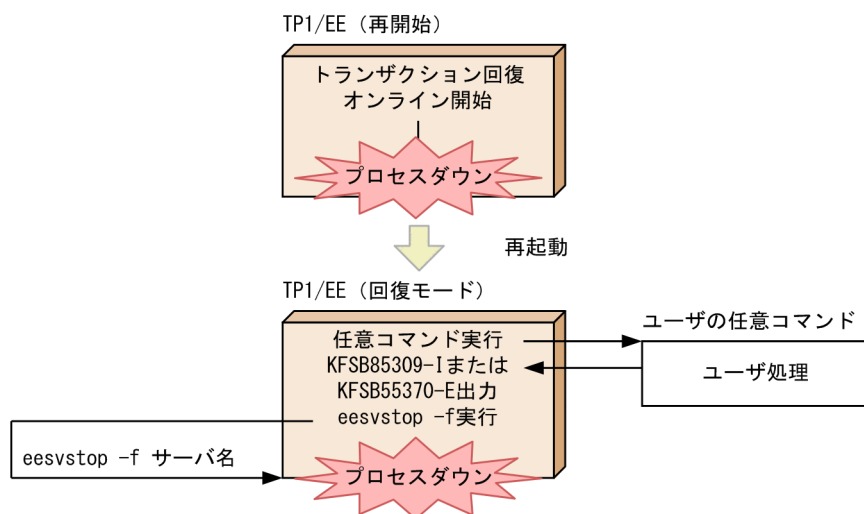 TP1/EE（再開始）
トランザクション回復
オンライン開始
プロセスダウン
再起動
TP1/EE（回復モード）
ユーザの任意コマンド
任意コマンド実行
KFSB85309-Iまたは
KFSB55370-E出力
eesvstop -f実行
ユーザ処理
eesvstop -f サーバ名
プロセスダウン